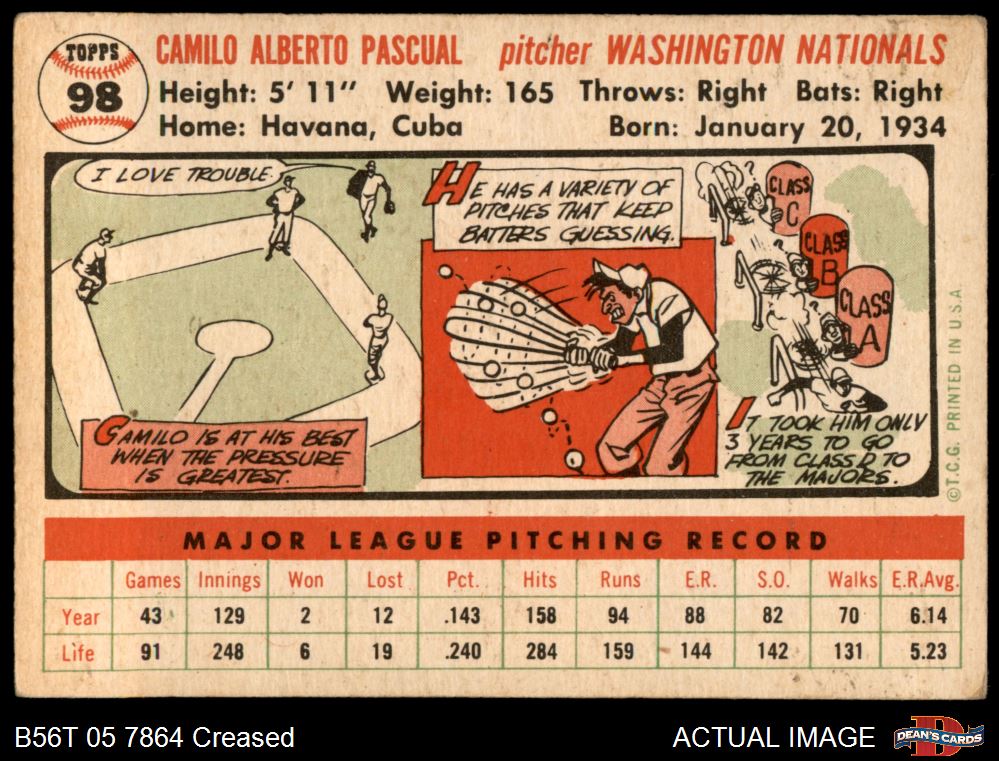 TOPPS
98
CAMILO ALBERTO PASCUAL pitcher WASHINGTON NATIONALS
Height: 5' 11" Weight: 165 Throws: Right Bats: Right
Home: Havana, Cuba Born: January 20, 1934
I LOVE TROUBLE.
CAMILO IS AT HIS BEST
WHEN THE PRESSURE
IS GREATEST.
HE HAS A VARIETY OF
PITCHES THAT KEEP
BATTERS GUESSING.
CLASS
C
CLASS
B
CLASS
A
IT TOOK HIM ONLY
3 YEARS TO GO
FROM CLASS D TO
THE MAJORS.
©T.C.G. PRINTED IN U.S.A.
MAJOR LEAGUE PITCHING RECORD
Games Innings Won Lost Pct. Hits Runs E.R. S.O. Walks E.R.Avg.
Year 43 129 2 12 .143 158 94 88 82 70 6.14
Life 91 248 6 19 .240 284 159 144 142 131 5.23
B56T 05 7864 Creased
ACTUAL IMAGE
DEAN'S CARDS